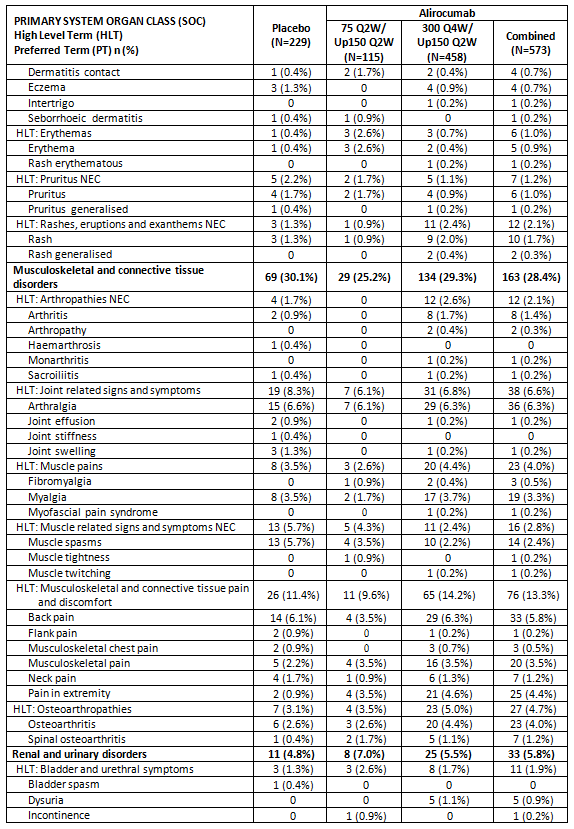 PRIMARY SYSTEM ORGAN CLASS (SOC)
High Level Term (HLT)
Preferred Term (PT) n (%)
Placebo
(N=229)
Alirocumab
75 Q2W/
Up150 Q2W
(N=115)
300 Q4W/
Up150 Q2W
(N=458)
Combined
(N=573)
Dermatitis contact 1 (0.4%) 2 (1.7%) 2 (0.4%) 4 (0.7%)
Eczema 3 (1.3%) 0 4 (0.9%) 4 (0.7%)
Intertrigo 0 0 1 (0.2%) 1 (0.2%)
Seborrhoeic dermatitis 1 (0.4%) 1 (0.9%) 0 1 (0.2%)
HLT: Erythemas 1 (0.4%) 3 (2.6%) 3 (0.7%) 6 (1.0%)
Erythema 1 (0.4%) 3 (2.6%) 2 (0.4%) 5 (0.9%)
Rash erythematous 0 0 1 (0.2%) 1 (0.2%)
HLT: Pruritus NEC 5 (2.2%) 2 (1.7%) 5 (1.1%) 7 (1.2%)
Pruritus 4 (1.7%) 2 (1.7%) 4 (0.9%) 6 (1.0%)
Pruritus generalised 1 (0.4%) 0 1 (0.2%) 1 (0.2%)
HLT: Rashes, eruptions and exanthems NEC 3 (1.3%) 1 (0.9%) 11 (2.4%) 12 (2.1%)
Rash 3 (1.3%) 1 (0.9%) 9 (2.0%) 10 (1.7%)
Rash generalised 0 0 2 (0.4%) 2 (0.3%)
Musculoskeletal and connective tissue
disorders 69 (30.1%) 29 (25.2%) 134 (29.3%) 163 (28.4%)
HLT: Arthropathies NEC 4 (1.7%) 0 12 (2.6%) 12 (2.1%)
Arthritis 2 (0.9%) 0 8 (1.7%) 8 (1.4%)
Arthropathy 0 0 2 (0.4%) 2 (0.3%)
Haemarthrosis 1 (0.4%) 0 0 0
Monarthritis 0 0 1 (0.2%) 1 (0.2%)
Sacroiliitis 1 (0.4%) 0 1 (0.2%) 1 (0.2%)
HLT: Joint related signs and symptoms 19 (8.3%) 7 (6.1%) 31 (6.8%) 38 (6.6%)
Arthralgia 15 (6.6%) 7 (6.1%) 29 (6.3%) 36 (6.3%)
Joint effusion 2 (0.9%) 0 1 (0.2%) 1 (0.2%)
Joint stiffness 1 (0.4%) 0 0 0
Joint swelling 3 (1.3%) 0 1 (0.2%) 1 (0.2%)
HLT: Muscle pains 8 (3.5%) 3 (2.6%) 20 (4.4%) 23 (4.0%)
Fibromyalgia 0 1 (0.9%) 2 (0.4%) 3 (0.5%)
Myalgia 8 (3.5%) 2 (1.7%) 17 (3.7%) 19 (3.3%)
Myofascial pain syndrome 0 0 1 (0.2%) 1 (0.2%)
HLT: Muscle related signs and symptoms NEC 13 (5.7%) 5 (4.3%) 11 (2.4%) 16 (2.8%)
Muscle spasms 13 (5.7%) 4 (3.5%) 10 (2.2%) 14 (2.4%)
Muscle tightness 0 1 (0.9%) 0 1 (0.2%)
Muscle twitching 0 0 1 (0.2%) 1 (0.2%)
HLT: Musculoskeletal and connective tissue pain
and discomfort 26 (11.4%) 11 (9.6%) 65 (14.2%) 76 (13.3%)
Back pain 14 (6.1%) 4 (3.5%) 29 (6.3%) 33 (5.8%)
Flank pain 2 (0.9%) 0 1 (0.2%) 1 (0.2%)
Musculoskeletal chest pain 2 (0.9%) 0 3 (0.7%) 3 (0.5%)
Musculoskeletal pain 5 (2.2%) 4 (3.5%) 16 (3.5%) 20 (3.5%)
Neck pain 4 (1.7%) 1 (0.9%) 6 (1.3%) 7 (1.2%)
Pain in extremity 2 (0.9%) 4 (3.5%) 21 (4.6%) 25 (4.4%)
HLT: Osteoarthropathies 7 (3.1%) 4 (3.5%) 23 (5.0%) 27 (4.7%)
Osteoarthritis 6 (2.6%) 3 (2.6%) 20 (4.4%) 23 (4.0%)
Spinal osteoarthritis 1 (0.4%) 2 (1.7%) 5 (1.1%) 7 (1.2%)
Renal and urinary disorders 11 (4.8%) 8 (7.0%) 25 (5.5%) 33 (5.8%)
HLT: Bladder and urethral symptoms 3 (1.3%) 3 (2.6%) 8 (1.7%) 11 (1.9%)
Bladder spasm 1 (0.4%) 0 0 0
Dysuria 0 0 5 (1.1%) 5 (0.9%)
Incontinence 0 1 (0.9%) 0 1 (0.2%)